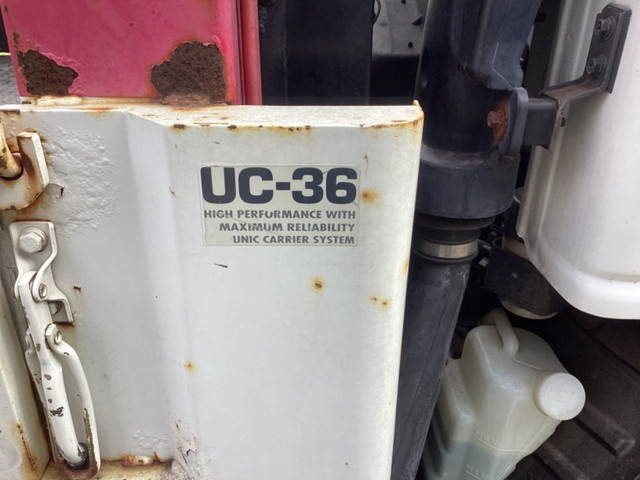 UC-36
HIGH PERFORMANCE WITH
MAXIMUM RELIABILITY
UNIC CARRIER SYSTEM